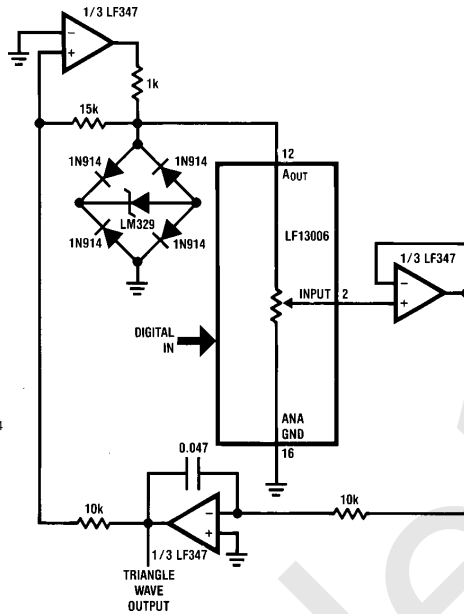 1/3 LF347
−
+
1k
15k
1N914
1N914
LM329
1N914
1N914
12
AOUT
LF13006
1/3 LF347
INPUT
2
−
+
DIGITAL
IN
ANA
GND
16
4
0.047
10k
−
+
10k
1/3 LF347
TRIANGLE
WAVE
OUTPUT